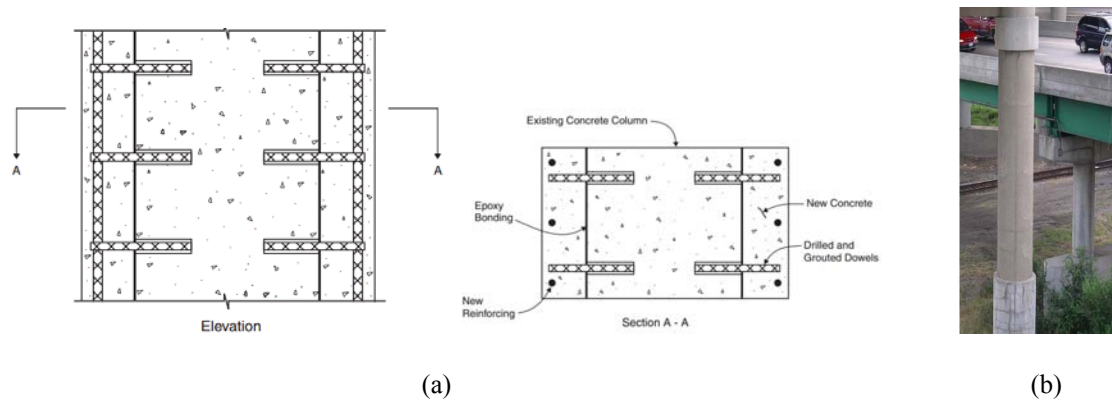 A
A
Elevation
Existing Concrete Column
Epoxy
Bonding
New Concrete
Drilled and
Grouted Dowels
New
Reinforcing
Section A - A
(a)
(b)